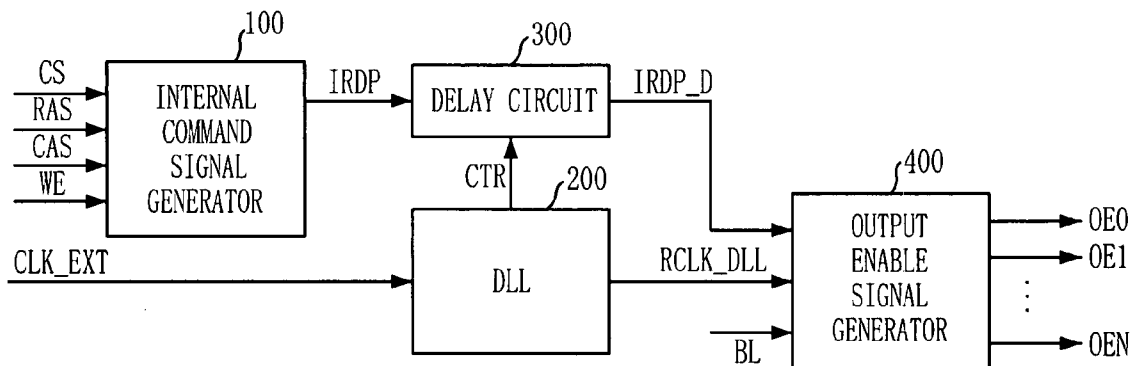 100
CS
RAS
CAS
WE
INTERNAL
COMMAND
SIGNAL
GENERATOR
IRDP
300
DELAY CIRCUIT
IRDP_D
CTR
200
CLK_EXT
DLL
RCLK_DLL
BL
400
OUTPUT
ENABLE
SIGNAL
GENERATOR
OE0
OE1
⋮
OEN